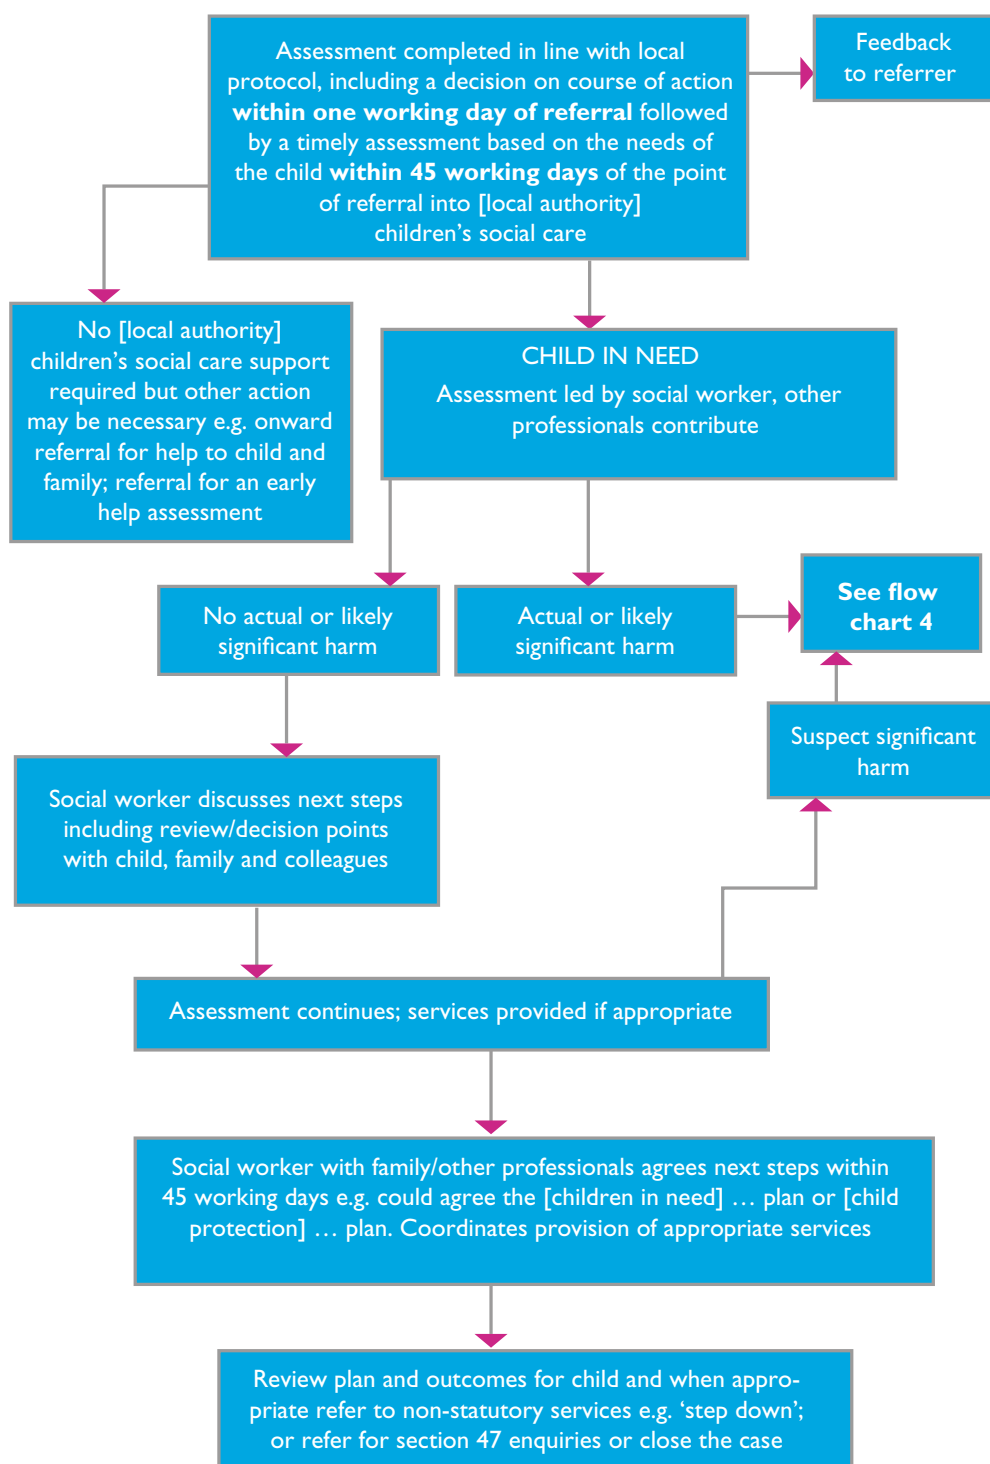 Assessment completed in line with local
protocol, including a decision on course of action
within one working day of referral followed
by a timely assessment based on the needs of
the child within 45 working days of the point
of referral into [local authority]
children’s social care
Feedback
to referrer
No [local authority]
children’s social care support
required but other action
may be necessary e.g. onward
referral for help to child and
family; referral for an early
help assessment
CHILD IN NEED
Assessment led by social worker, other
professionals contribute
No actual or likely
significant harm
Actual or likely
significant harm
See flow
chart 4
Suspect significant
harm
Social worker discusses next steps
including review/decision points
with child, family and colleagues
Assessment continues; services provided if appropriate
Social worker with family/other professionals agrees next steps within
45 working days e.g. could agree the [children in need] … plan or [child
protection] … plan. Coordinates provision of appropriate services
Review plan and outcomes for child and when appro-
priate refer to non-statutory services e.g. ‘step down’;
or refer for section 47 enquiries or close the case